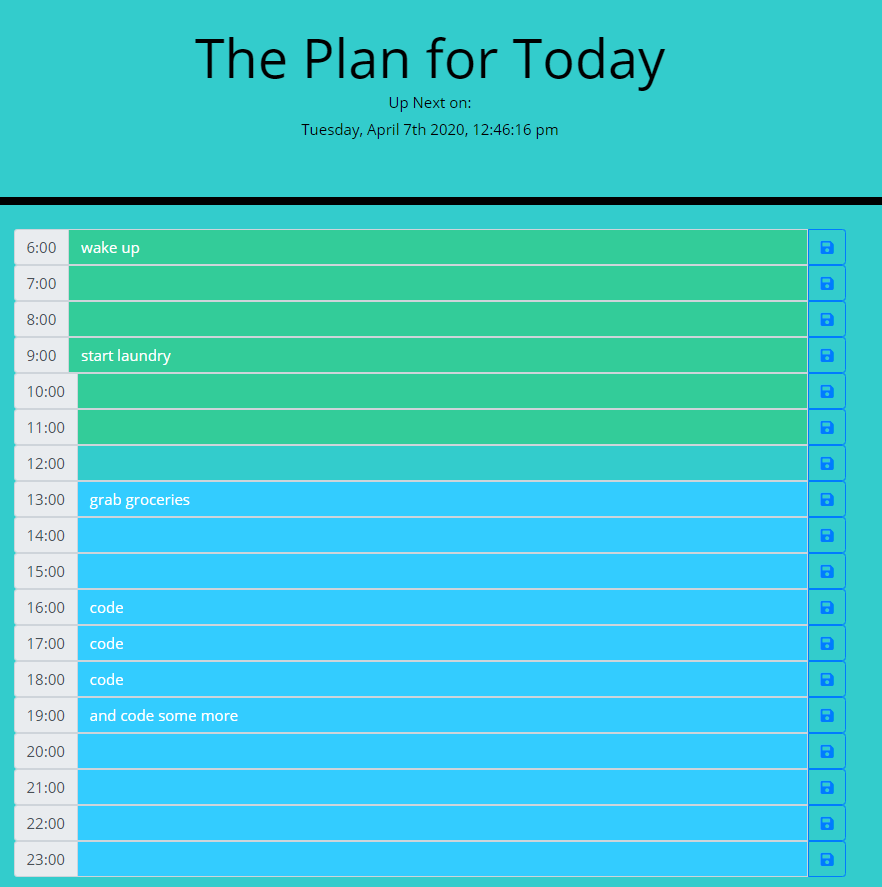 The Plan for Today
Up Next on:
Tuesday, April 7th 2020, 12:46:16 pm
6:00 wake up
7:00
8:00
9:00 start laundry
10:00
11:00
12:00
13:00 grab groceries
14:00
15:00
16:00 code
17:00 code
18:00 code
19:00 and code some more
20:00
21:00
22:00
23:00